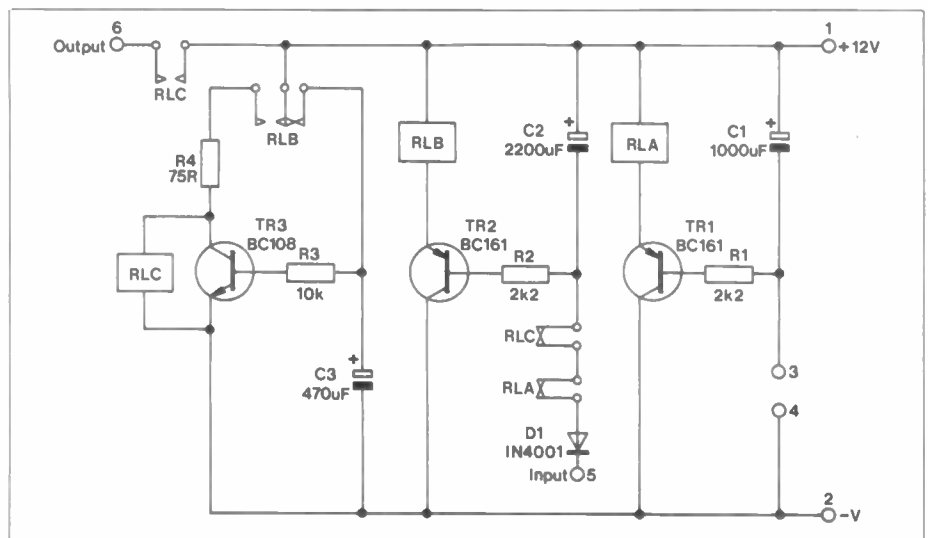 6
Output
RLC
RLB
R4
75R
RLC
TR3
BC108
R3
10k
+
C3
470uF
RLB
TR2
BC161
R2
2k2
+
C2
2200uF
RLC
RLA
D1
IN4001
Input 5
RLA
TR1
BC161
R1
2k2
+
C1
1000uF
1
+12V
3
4
2
-V